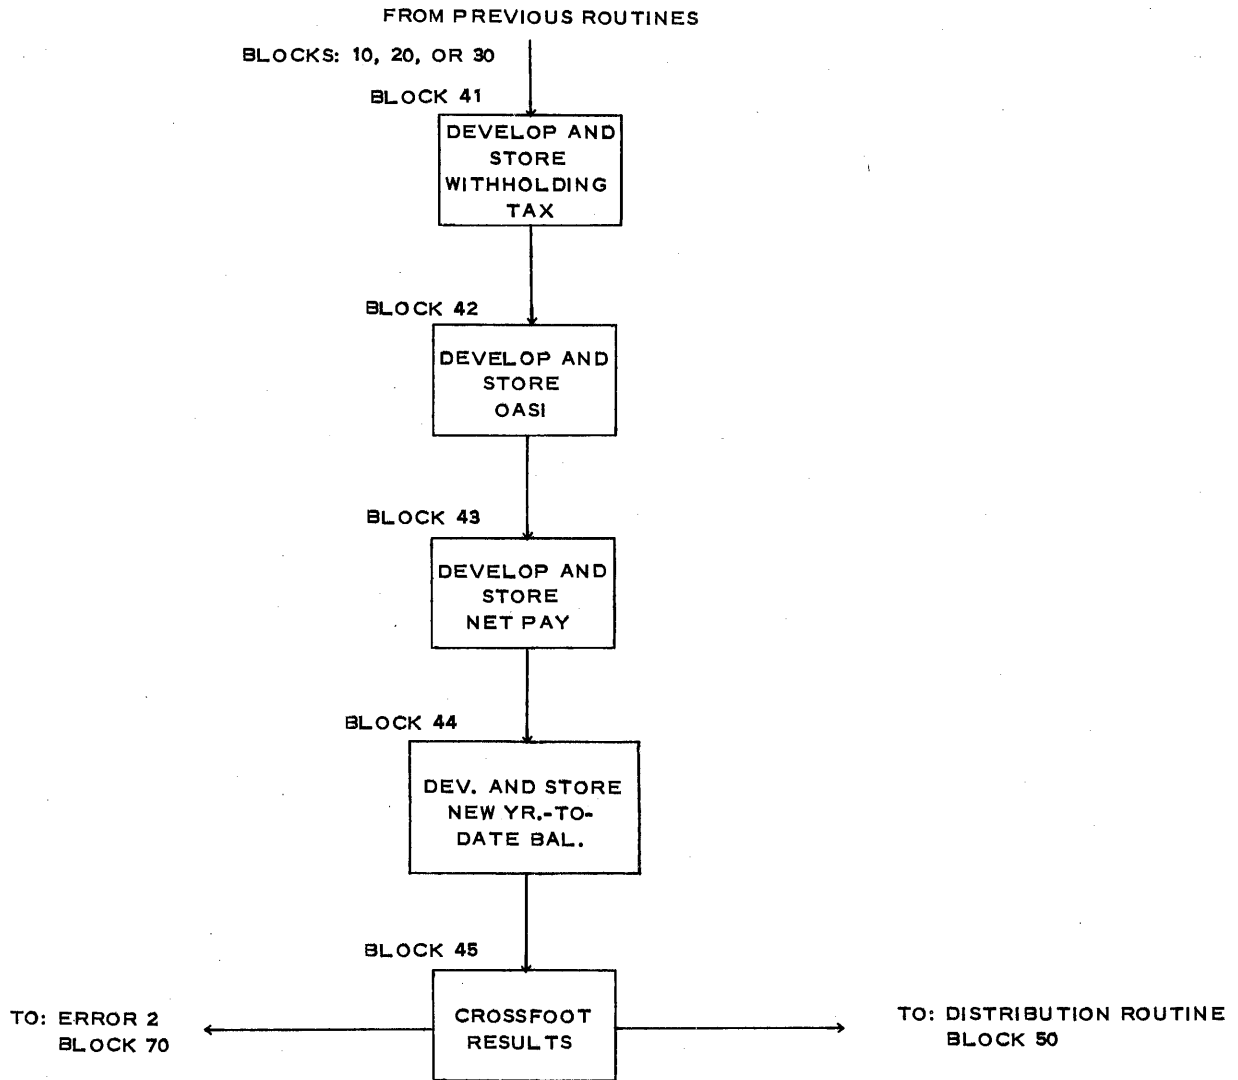 FROM PREVIOUS ROUTINES
BLOCKS: 10, 20, OR 30
BLOCK 41
DEVELOP AND
STORE
WITHHOLDING
TAX
BLOCK 42
DEVELOP AND
STORE
OASI
BLOCK 43
DEVELOP AND
STORE
NET PAY
BLOCK 44
DEV. AND STORE
NEW YR.-TO-
DATE BAL.
BLOCK 45
CROSSFOOT
RESULTS
TO: ERROR 2
BLOCK 70
TO: DISTRIBUTION ROUTINE
BLOCK 50